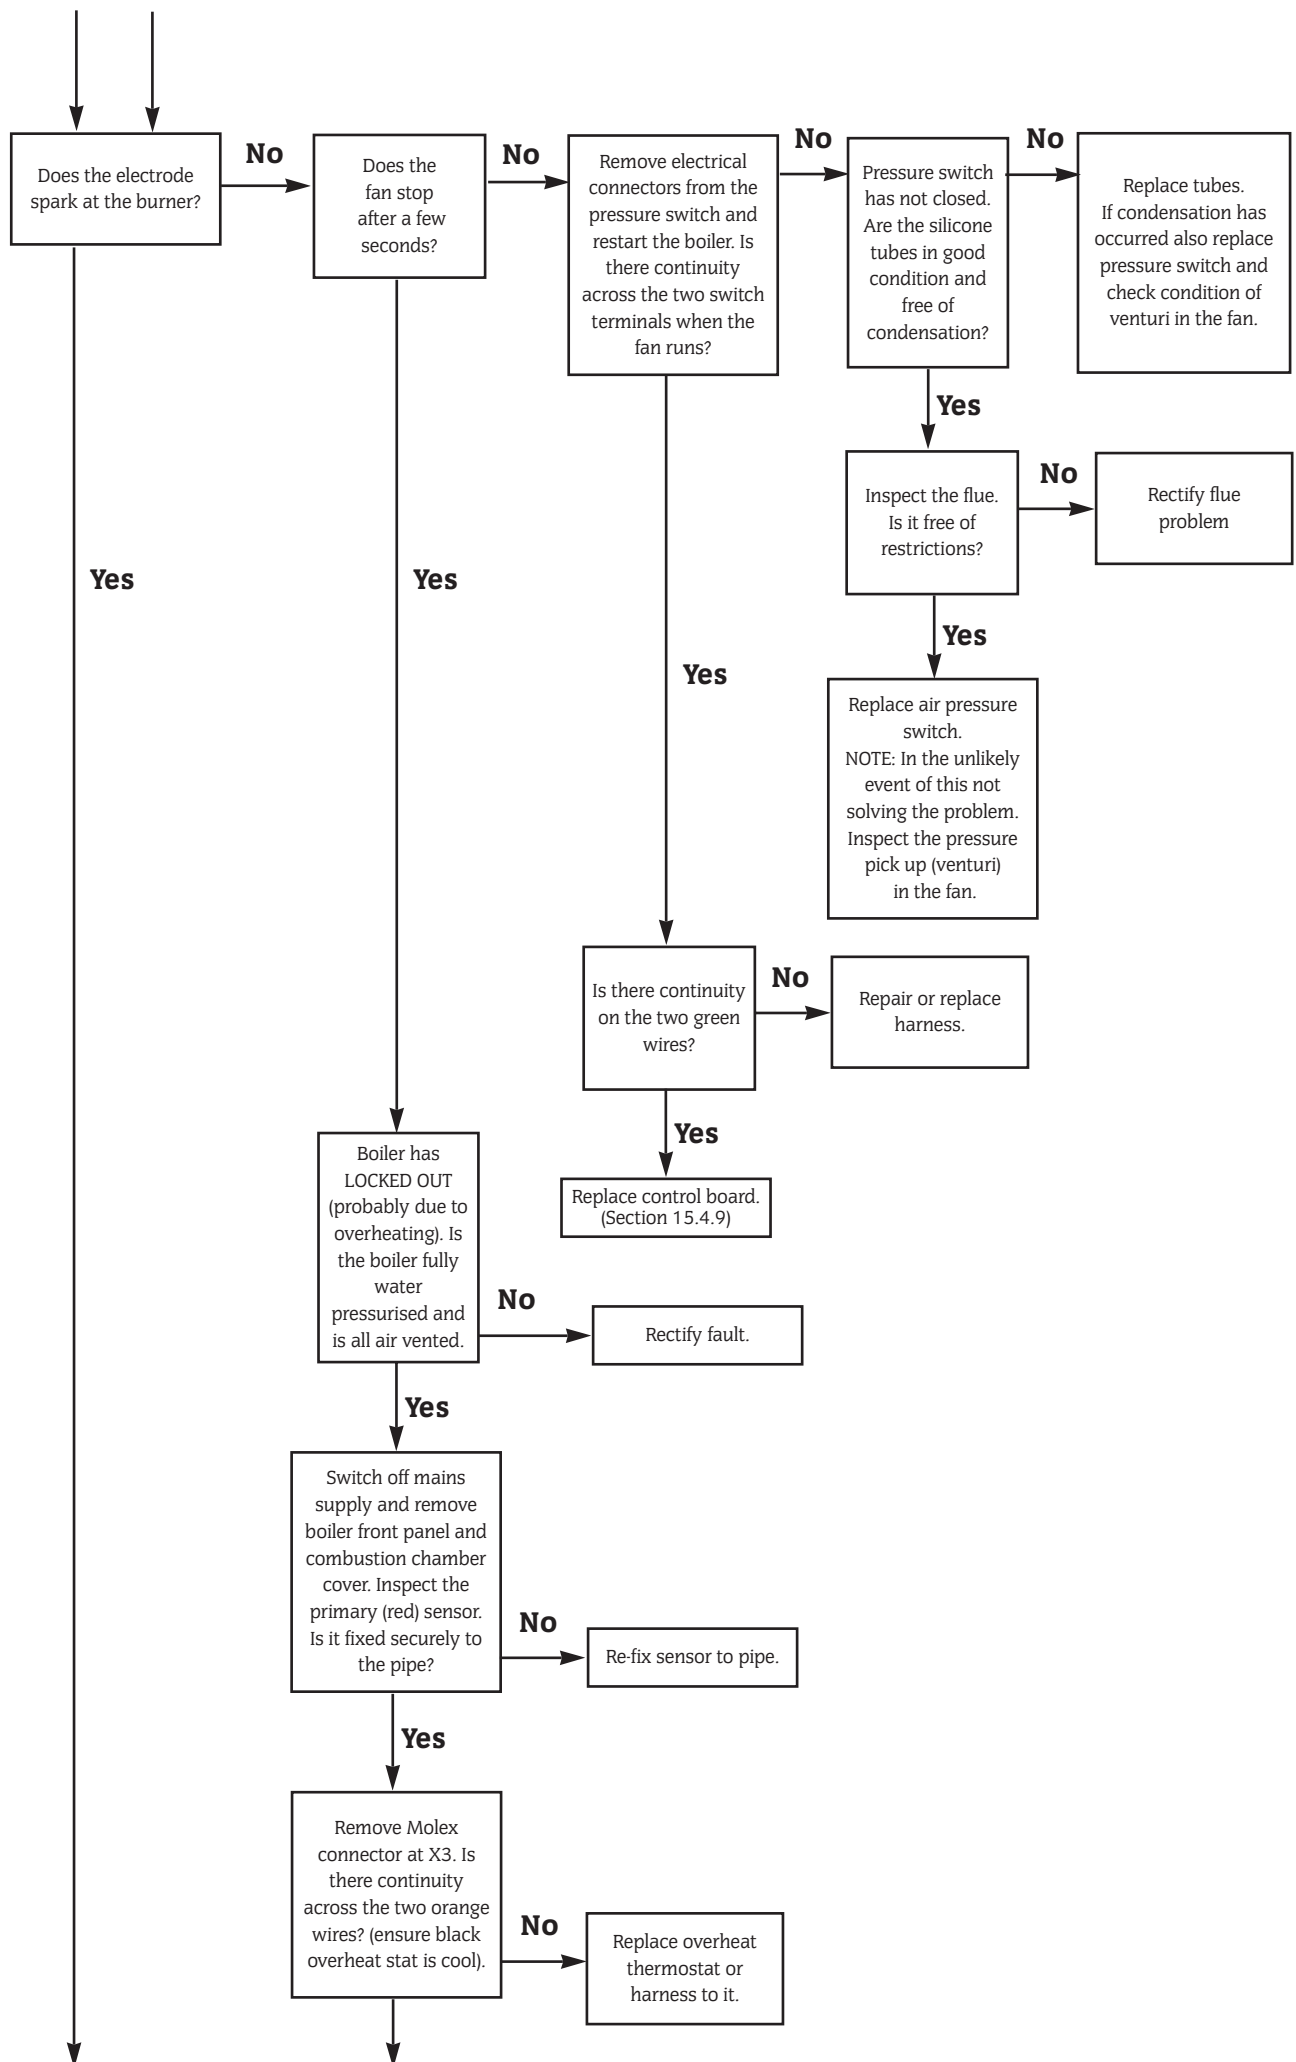 Does the electrode
spark at the burner?
No
Does the
fan stop
after a few
seconds?
No
Remove electrical
connectors from the
pressure switch and
restart the boiler. Is
there continuity
across the two switch
terminals when the
fan runs?
No
Pressure switch
has not closed.
Are the silicone
tubes in good
condition and
free of
condensation?
No
Replace tubes.
If condensation has
occurred also replace
pressure switch and
check condition of
venturi in the fan.
Yes
Inspect the flue.
Is it free of
restrictions?
No
Rectify flue
problem
Yes
Yes
Yes
Yes
Replace air pressure
switch.
NOTE: In the unlikely
event of this not
solving the problem.
Inspect the pressure
pick up (venturi)
in the fan.
Is there continuity
on the two green
wires?
No
Repair or replace
harness.
Yes
Replace control board.
(Section 15.4.9)
Boiler has
LOCKED OUT
(probably due to
overheating). Is
the boiler fully
water
pressurised and
is all air vented.
No
Rectify fault.
Yes
Switch off mains
supply and remove
boiler front panel and
combustion chamber
cover. Inspect the
primary (red) sensor.
Is it fixed securely to
the pipe?
No
Re-fix sensor to pipe.
Yes
Remove Molex
connector at X3. Is
there continuity
across the two orange
wires? (ensure black
overheat stat is cool).
No
Replace overheat
thermostat or
harness to it.